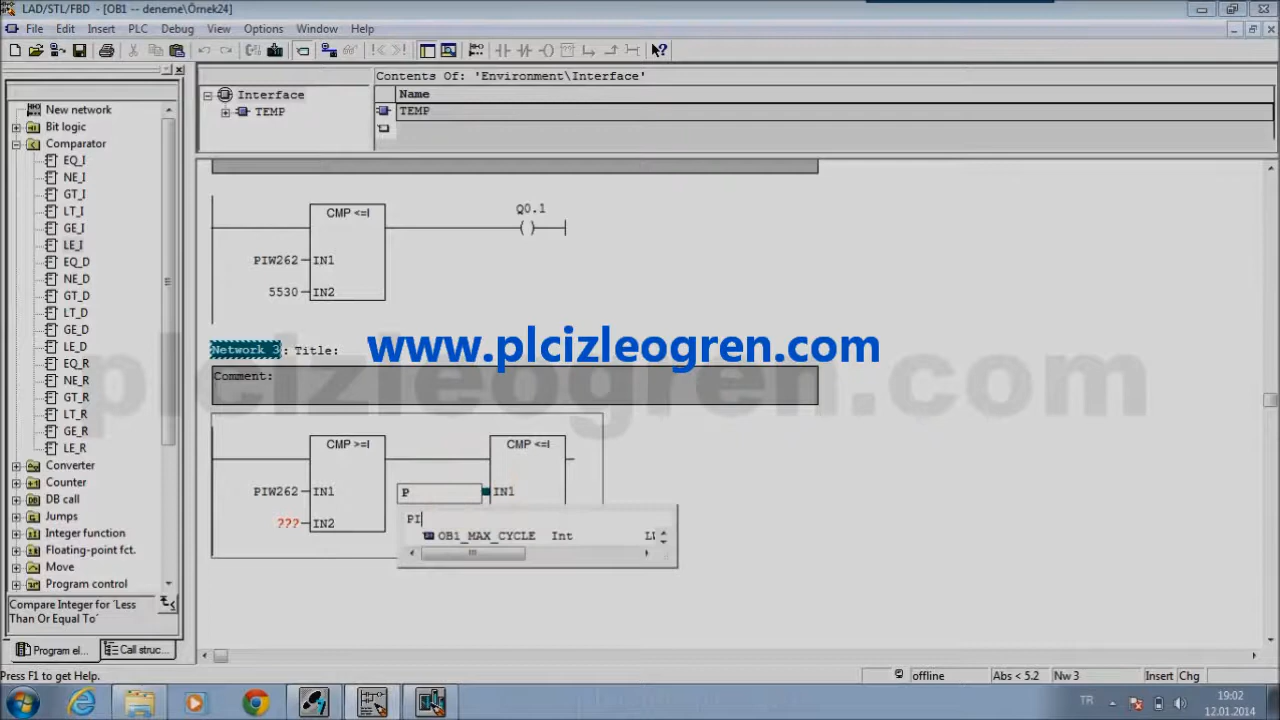 LAD/STL/FBD - [OB1 -- deneme\Örnek24]
File Edit Insert PLC Debug View Options Window Help
New network
Bit logic
Comparator
EQ_I
NE_I
GT_I
LT_I
GE_I
LE_I
EQ_D
NE_D
GT_D
LT_D
GE_D
LE_D
EQ_R
NE_R
GT_R
LT_R
GE_R
LE_R
Converter
Counter
DB call
Jumps
Integer function
Floating-point fct.
Move
Program control
Compare Integer for 'Less
Than Or Equal To'
Program el...
Call struc...
Interface
TEMP
Contents Of: 'Environment\Interface'
Name
TEMP
CMP <=I
Q0.1
( )
PIW262 IN1
5530 IN2
Network 3 : Title:
www.plcizleogren.com
plcizleogren.com
Comment:
CMP >=I
CMP <=I
PIW262 IN1
P IN1
??? IN2
PI
OB1_MAX_CYCLE Int
Press F1 to get Help.
offline
Abs < 5.2
Nw 3
Insert
Chg
TR
19:02
12.01.2014